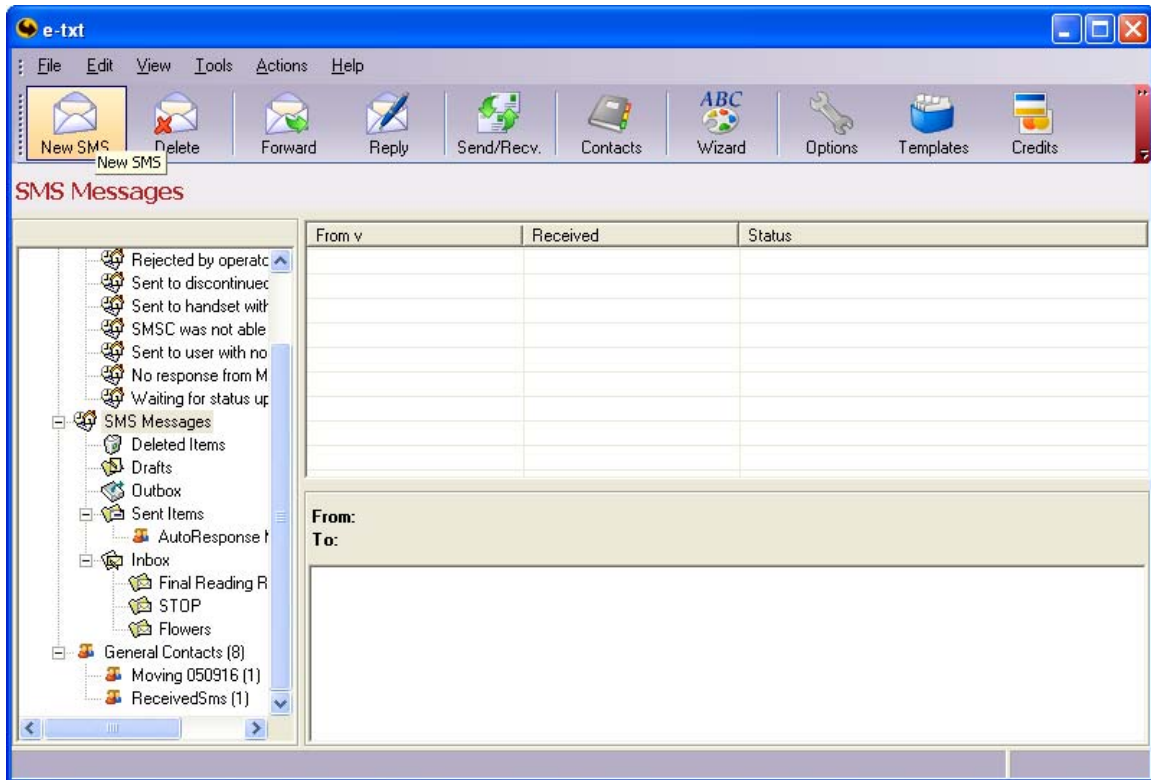 e-txt
File Edit View Tools Actions Help
New SMS Delete Forward Reply Send/Recv. Contacts ABC Wizard Options Templates Credits
New SMS
SMS Messages
From v Received Status
Rejected by operatc
Sent to discontinued
Sent to handset with
SMSC was not able
Sent to user with no
No response from M
Waiting for status up
SMS Messages
Deleted Items
Drafts
Outbox
Sent Items
AutoResponse
Inbox
Final Reading R
STOP
Flowers
General Contacts (8)
Moving 050916 (1)
ReceivedSms (1)
From:
To: